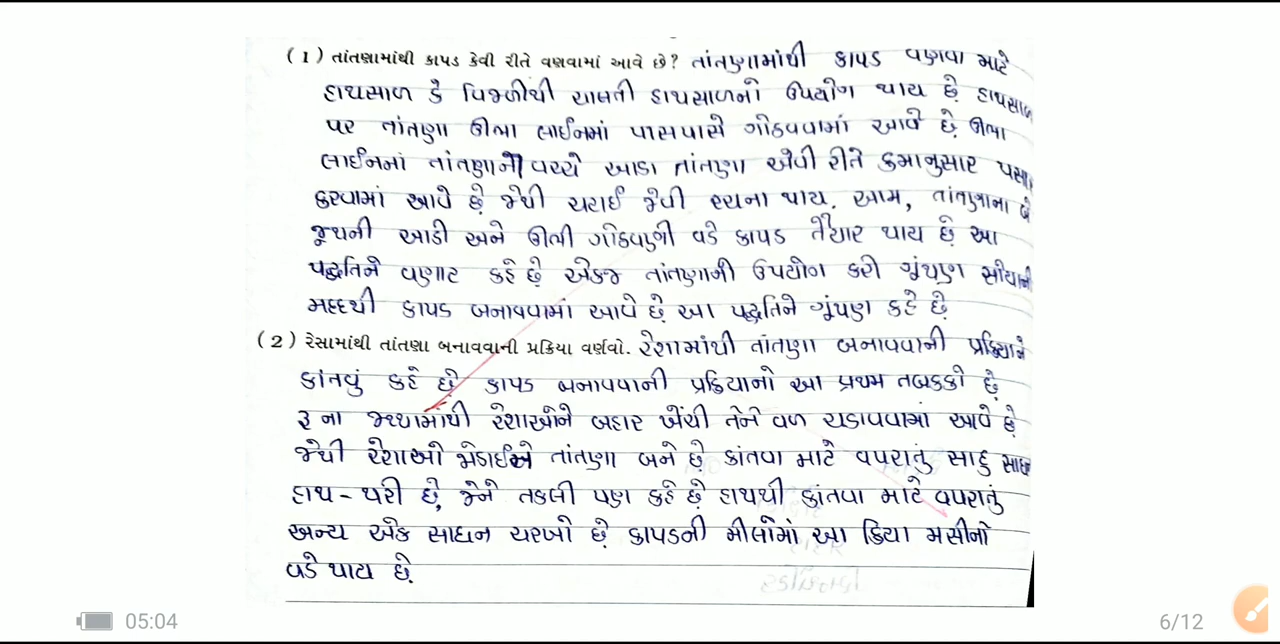 (1) તાંતણામાંથી કાપડ કેવી રીતે વણવામાં આવે છે? તાંતણામાંથી કાપડ વણવા માટે
હાથસાળ કે વિજળીથી ચાલતી હાથસાળનો ઉપયોગ થાય છે હાથસાળ
પર તાંતણા ઊભા લાઈનમાં પાસપાસે ગોઠવવામાં આવે છે ઊભા
લાઈનમાં તાંતણાની વચ્ચે આડા તાંતણા એવી રીતે ક્રમાનુસાર પસાર
કરવામાં આવે છે જેથી ચટાઈ જેવી રચના થાય. આમ, તાંતણાના બે
જૂથની આડી અને ઊભી ગોઠવણી વડે કાપડ તૈયાર થાય છે આ
પદ્ધતિને વણાટ કહે છે એકજ તાંતણાની ઉપયોગ કરી ગૂંથણ સોયાની
મદદથી કાપડ બનાવવામાં આવે છે આ પદ્ધતિને ગૂંથણ કહે છે
(2) રેસામાંથી તાંતણા બનાવવાની પ્રક્રિયા વર્ણવો. રેશામાંથી તાંતણા બનાવવાની પ્રક્રિયાને
કાંતવું કહે છે કાપડ બનાવવાની પ્રક્રિયાનો આ પ્રથમ તબક્કો છે
રૂ ના જથ્થામાંથી રેશાઓને બહાર ખેંચી તેને વળ ચડાવવામાં આવે છે
જેથી રેશાઓ ભેડાઈને તાંતણા બને છે કાંતવા માટે વપરાતું સાદુ સાધન
હાથ-ધરી છે, જેને તકલી પણ કહે છે હાથથી કાંતવા માટે વપરાતું
અન્ય એક સાધન ચરખો છે કાપડની મીલોમાં આ ક્રિયા મસીનો
વડે થાય છે.
05:04
6/12